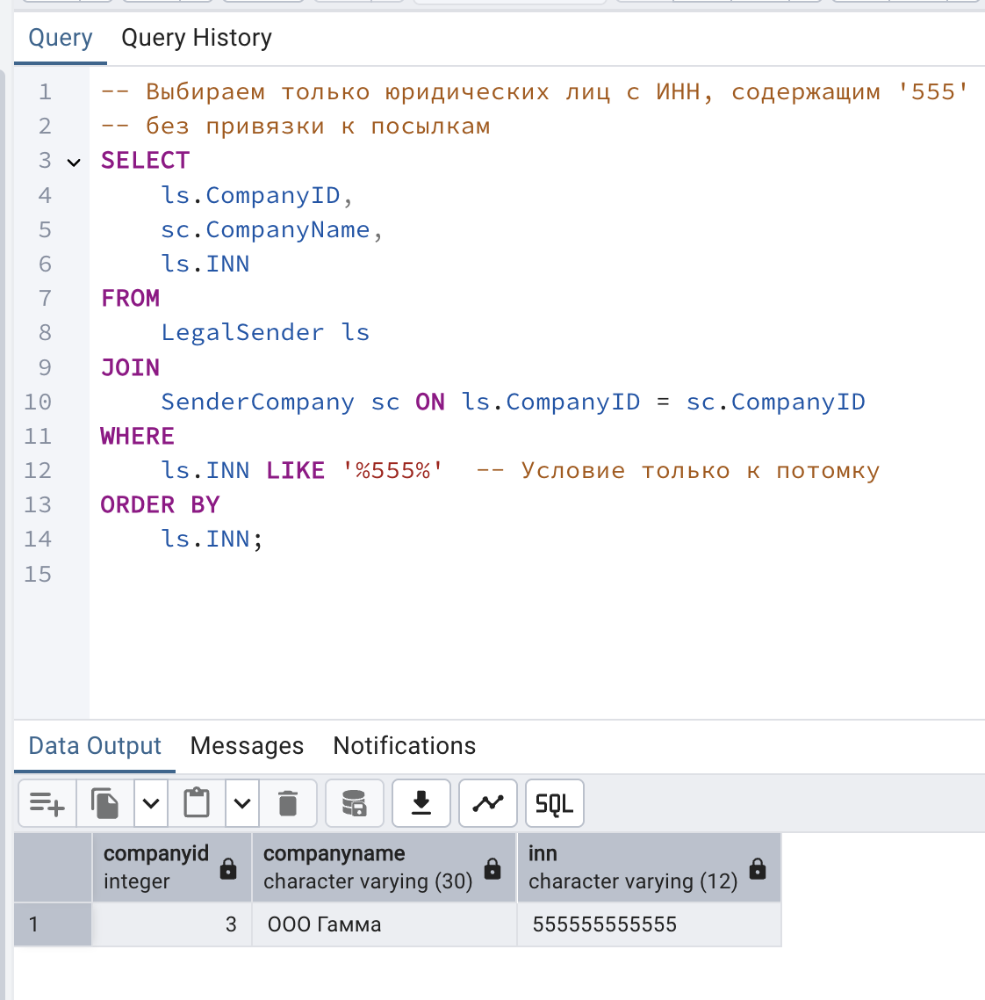 Query Query History
1 -- Выбираем только юридических лиц с ИНН, содержащим '555'
2 -- без привязки к посылкам
3 SELECT
4 ls.CompanyID,
5 sc.CompanyName,
6 ls.INN
7 FROM
8 LegalSender ls
9 JOIN
10 SenderCompany sc ON ls.CompanyID = sc.CompanyID
11 WHERE
12 ls.INN LIKE '%555%' -- Условие только к потомку
13 ORDER BY
14 ls.INN;
15
Data Output Messages Notifications
SQL
companyid companyname inn
integer character varying (30) character varying (12)
1 3 ООО Гамма 555555555555